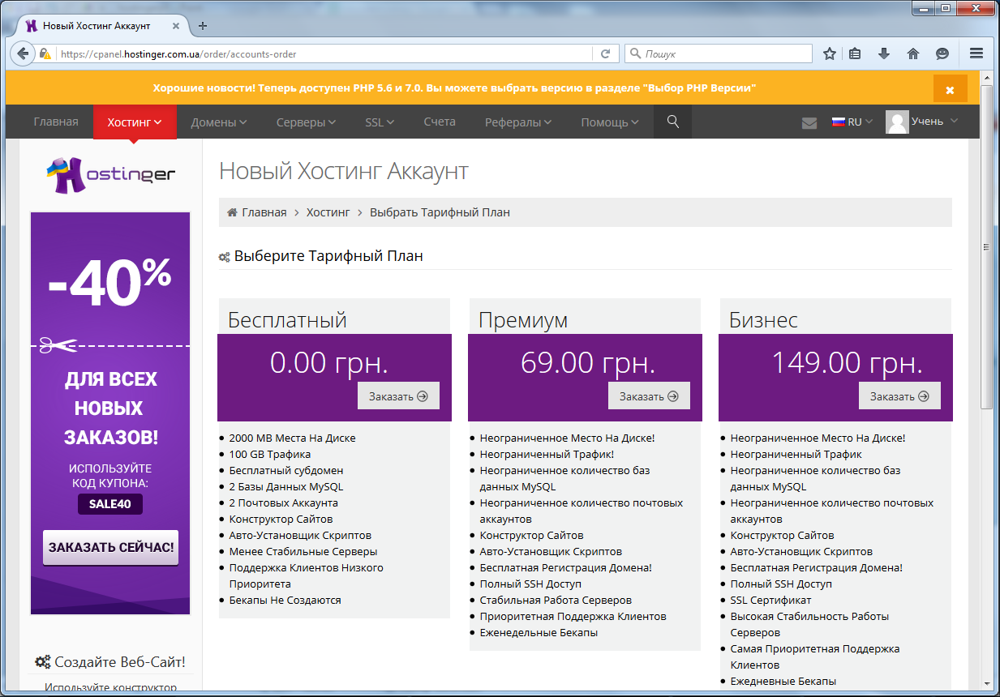 Новый Хостинг Аккаунт
https://cpanel.hostinger.com.ua/order/accounts-order
Поиск
Хорошие новости! Теперь доступен PHP 5.6 и 7.0. Вы можете выбрать версию в разделе "Выбор PHP Версии"
Главная
Хостинг
Домены
Серверы
SSL
Счета
Рефералы
Помощь
RU
Учень
Hostinger
-40%
ДЛЯ ВСЕХ
НОВЫХ
ЗАКАЗОВ!
ИСПОЛЬЗУЙТЕ
КОД КУПОНА:
SALE40
ЗАКАЗАТЬ СЕЙЧАС!
Создайте Веб-Сайт!
Используйте конструктор
Новый Хостинг Аккаунт
Главная > Хостинг > Выбрать Тарифный План
Выберите Тарифный План
Бесплатный
0.00 грн.
Заказать
2000 MB Места На Диске
100 GB Трафика
Бесплатный субдомен
2 Базы Данных MySQL
2 Почтовых Аккаунта
Конструктор Сайтов
Авто-Установщик Скриптов
Менее Стабильные Серверы
Поддержка Клиентов Низкого
Приоритета
Бекапы Не Создаются
Премиум
69.00 грн.
Заказать
Неограниченное Место На Диске!
Неограниченный Трафик!
Неограниченное количество баз
данных MySQL
Неограниченное количество почтовых
аккаунтов
Конструктор Сайтов
Авто-Установщик Скриптов
Бесплатная Регистрация Домена!
Полный SSH Доступ
Стабильная Работа Серверов
Приоритетная Поддержка Клиентов
Еженедельные Бекапы
Бизнес
149.00 грн.
Заказать
Неограниченное Место На Диске!
Неограниченный Трафик
Неограниченное количество баз
данных MySQL
Неограниченное количество почтовых
аккаунтов
Конструктор Сайтов
Авто-Установщик Скриптов
Бесплатная Регистрация Домена!
Полный SSH Доступ
SSL Сертификат
Высокая Стабильность Работы
Серверов
Самая Приоритетная Поддержка
Клиентов
Ежедневные Бекапы